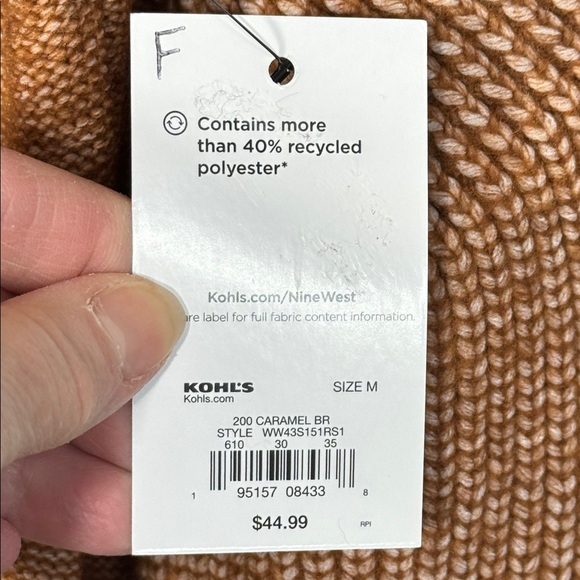 F
Contains more
than 40% recycled
polyester*
Kohls.com/NineWest
label for full fabric content information.
KOHL'S SIZE M
Kohls.com
200 CARAMEL BR
STYLE WW43S151RS1
610 30 35
1 95157 08433 8
$44.99 RPI